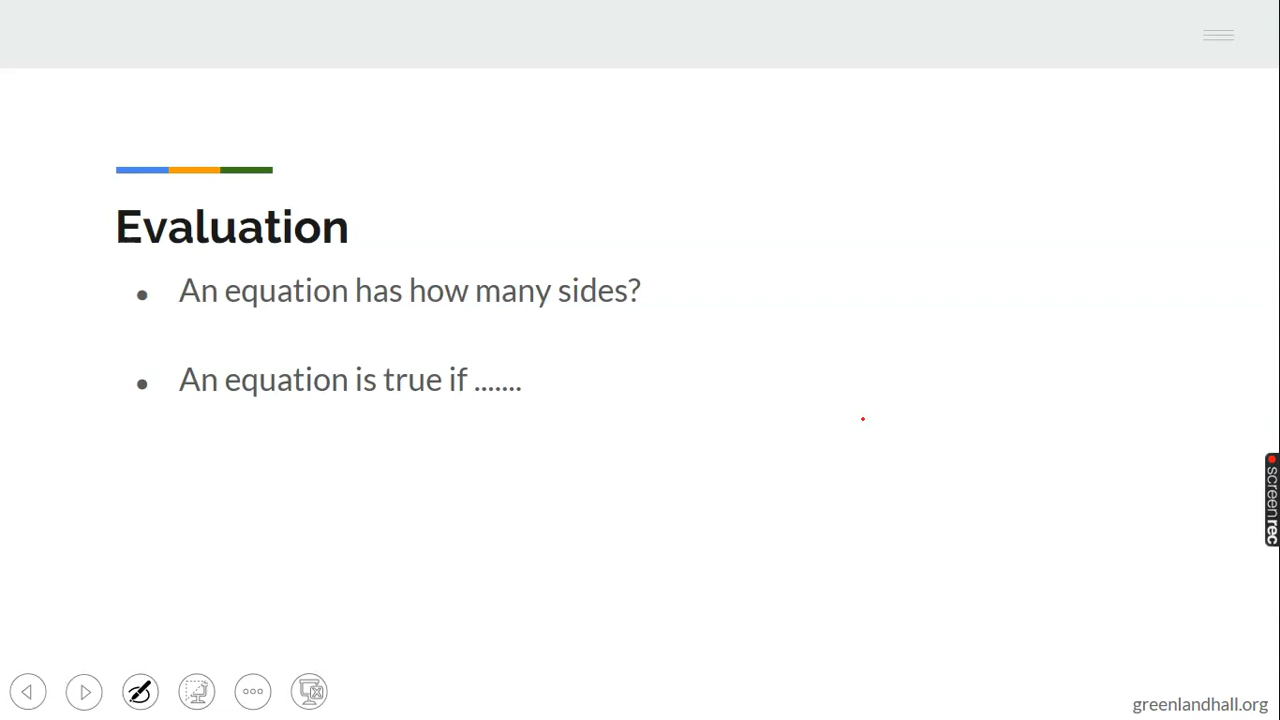 Evaluation
● An equation has how many sides?
● An equation is true if .......
screenrec
greenlandhall.org